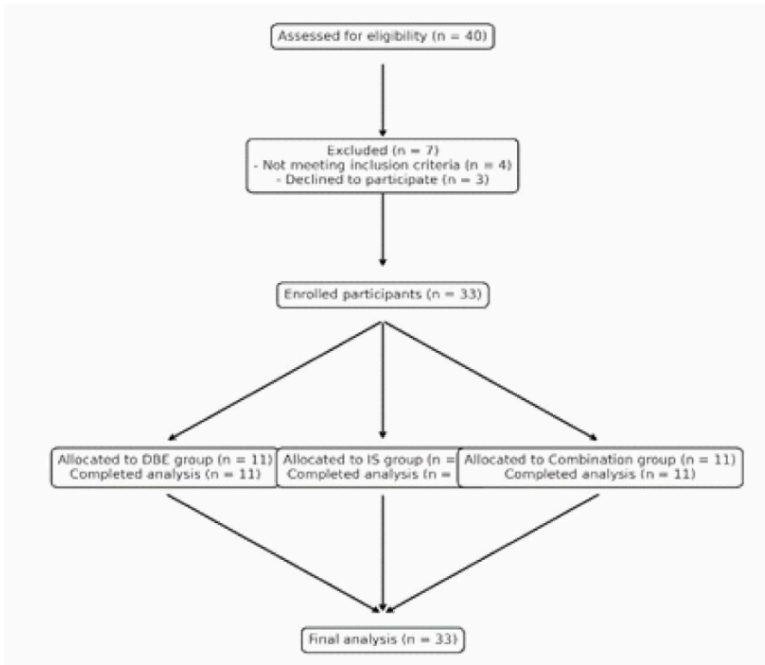 Assessed for eligibility (n = 40)
Excluded (n = 7)
- Not meeting inclusion criteria (n = 4)
- Declined to participate (n = 3)
Enrolled participants (n = 33)
Allocated to DBE group (n = 11)
Completed analysis (n = 11)
Allocated to IS group (n =
Completed analysis (n =
Allocated to Combination group (n = 11)
Completed analysis (n = 11)
Final analysis (n = 33)